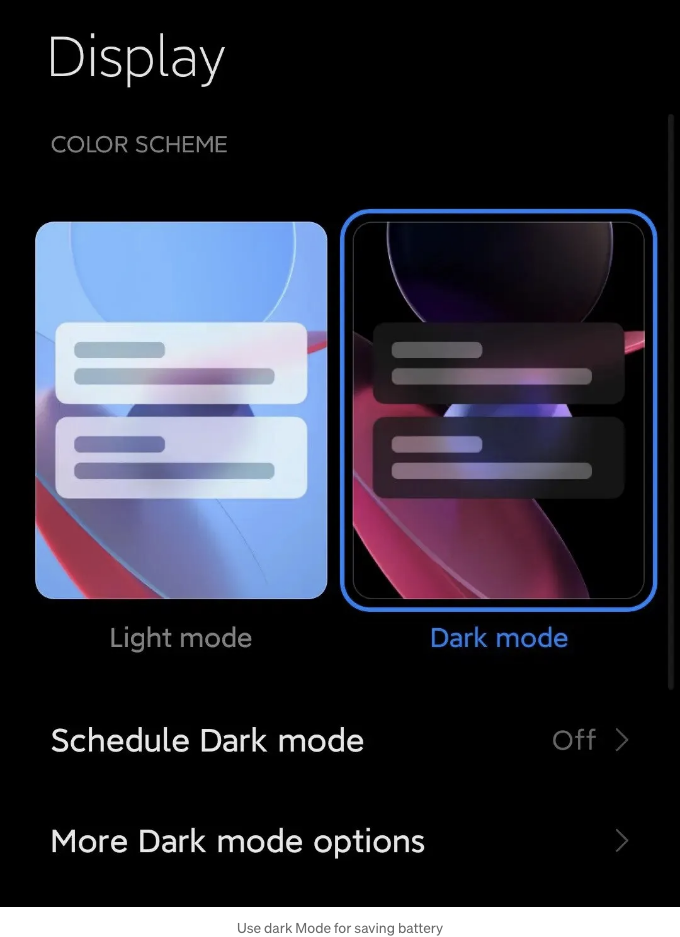 Display
COLOR SCHEME
Light mode
Dark mode
Schedule Dark mode
Off
More Dark mode options
Use dark Mode for saving battery